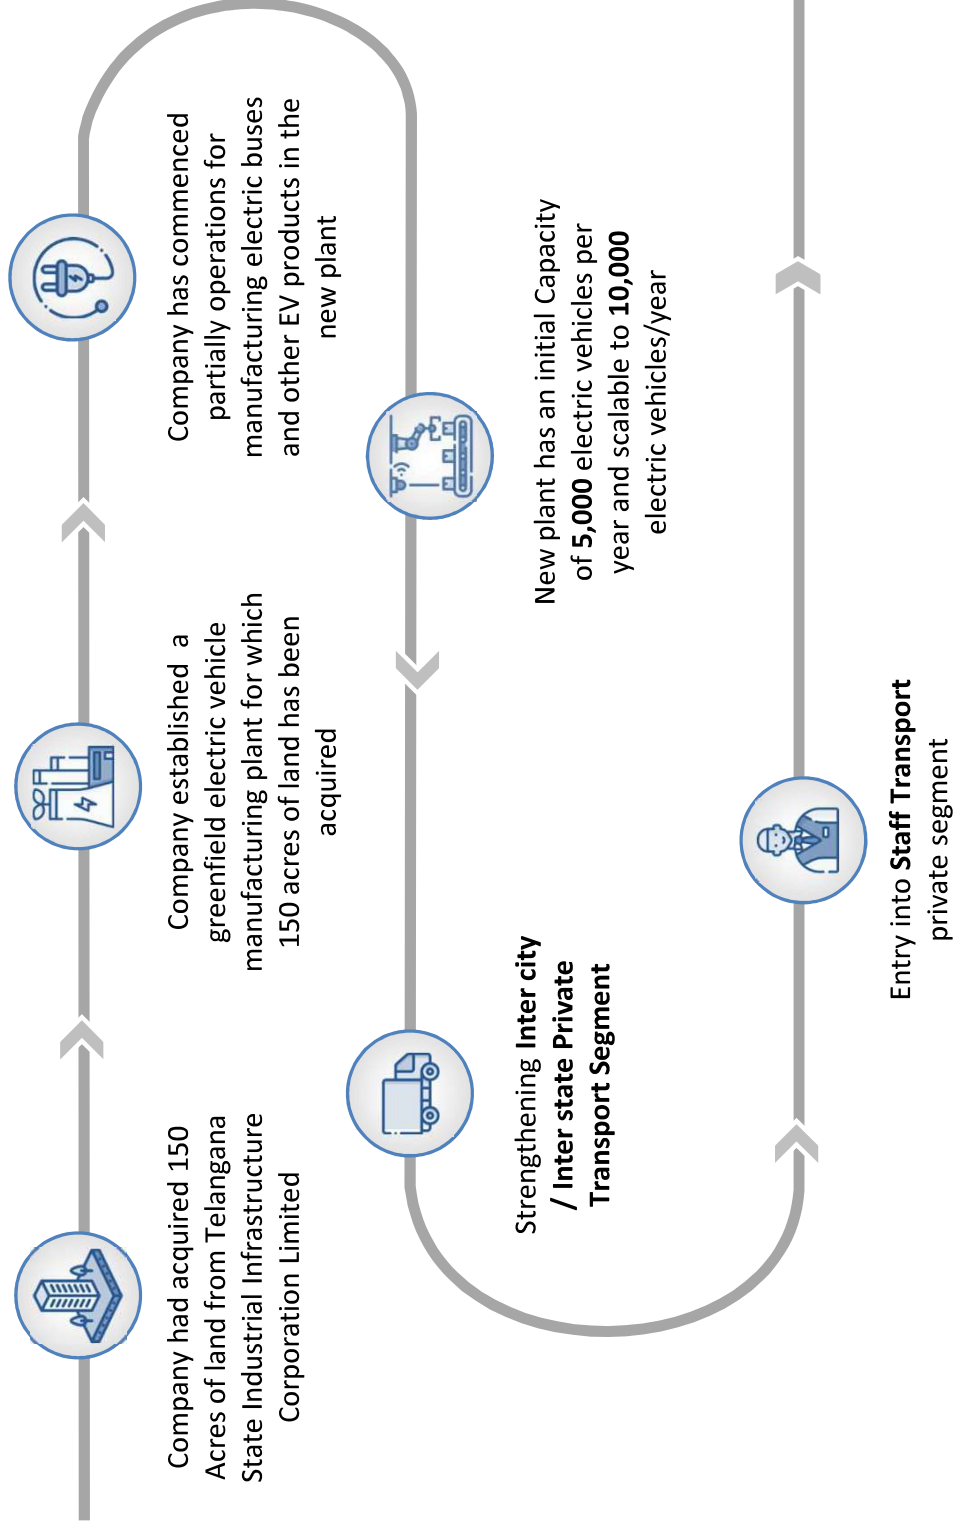 Company had acquired 150
Acres of land from Telangana
State Industrial Infrastructure
Corporation Limited
Company established a
greenfield electric vehicle
manufacturing plant for which
150 acres of land has been
acquired
Company has commenced
partially operations for
manufacturing electric buses
and other EV products in the
new plant
New plant has an initial Capacity
of 5,000 electric vehicles per
year and scalable to 10,000
electric vehicles/year
Strengthening Inter city
/ Inter state Private
Transport Segment
Entry into Staff Transport
private segment